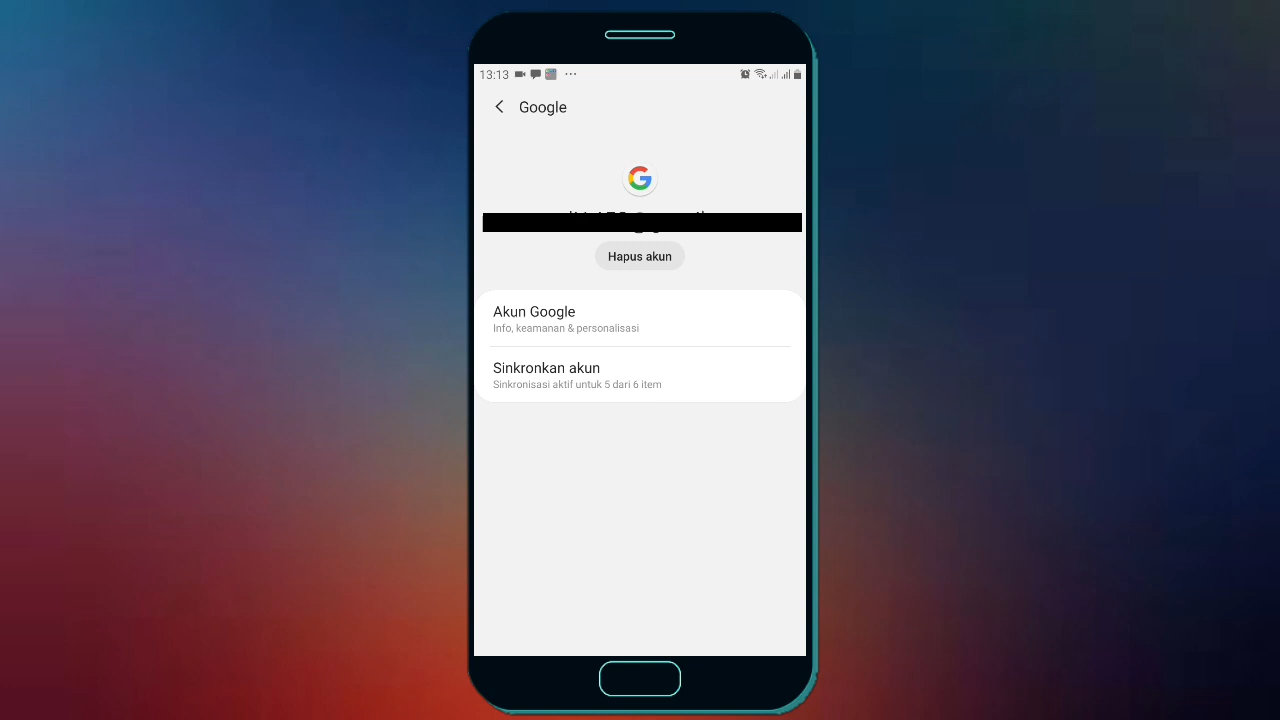 13:13
Google
Hapus akun
Akun Google
Info, keamanan & personalisasi
Sinkronkan akun
Sinkronisasi aktif untuk 5 dari 6 item